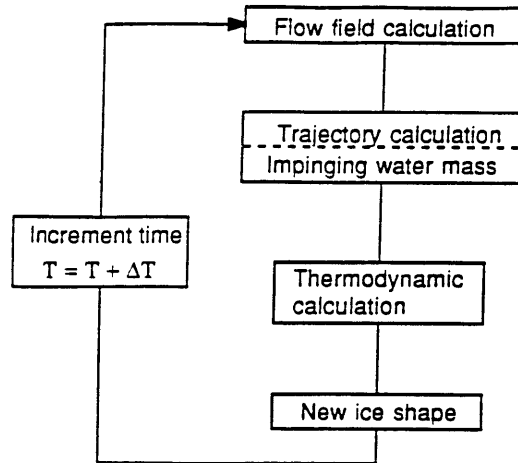 Flow field calculation
Trajectory calculation
Impinging water mass
Increment time
T = T + ΔT
Thermodynamic
calculation
New ice shape